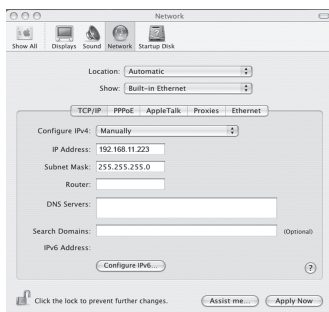 Network
Show All Displays Sound Network Startup Disk
Location: Automatic
Show: Built-in Ethernet
TCP/IP PPPoE AppleTalk Proxies Ethernet
Configure IPv4: Manually
IP Address: 192.168.11.223
Subnet Mask: 255.255.255.0
Router:
DNS Servers:
Search Domains: (Optional)
IPv6 Address:
Configure IPv6...
?
Click the lock to prevent further changes. Assist me... Apply Now